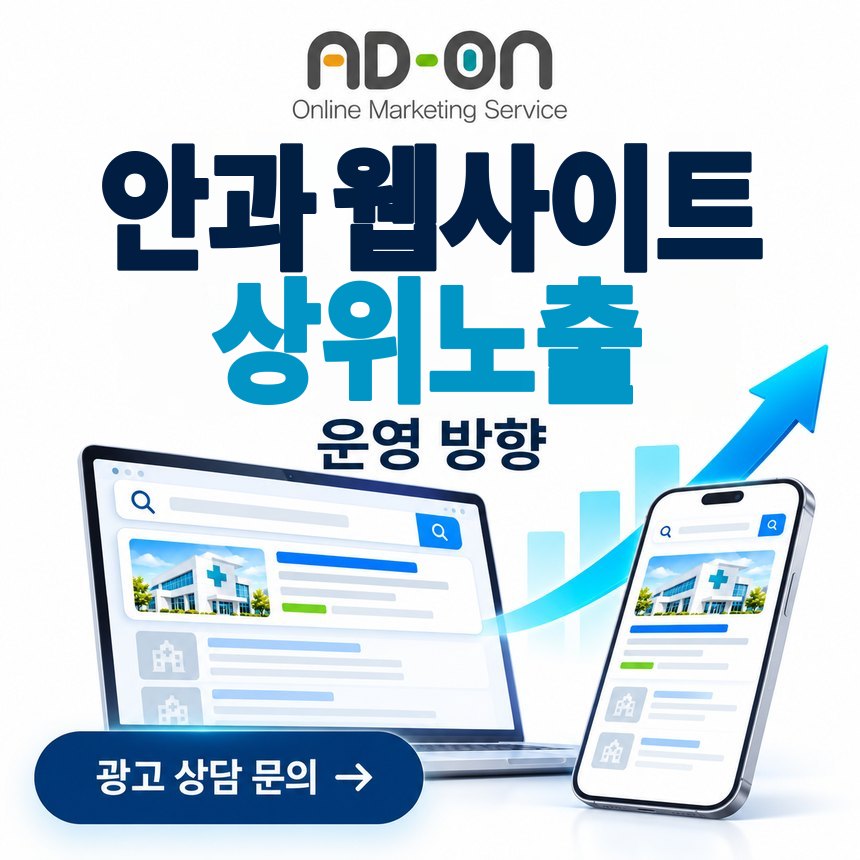 AD-ON
Online Marketing Service
안과 웹사이트
상위노출
운영 방향
광고 상담 문의 →